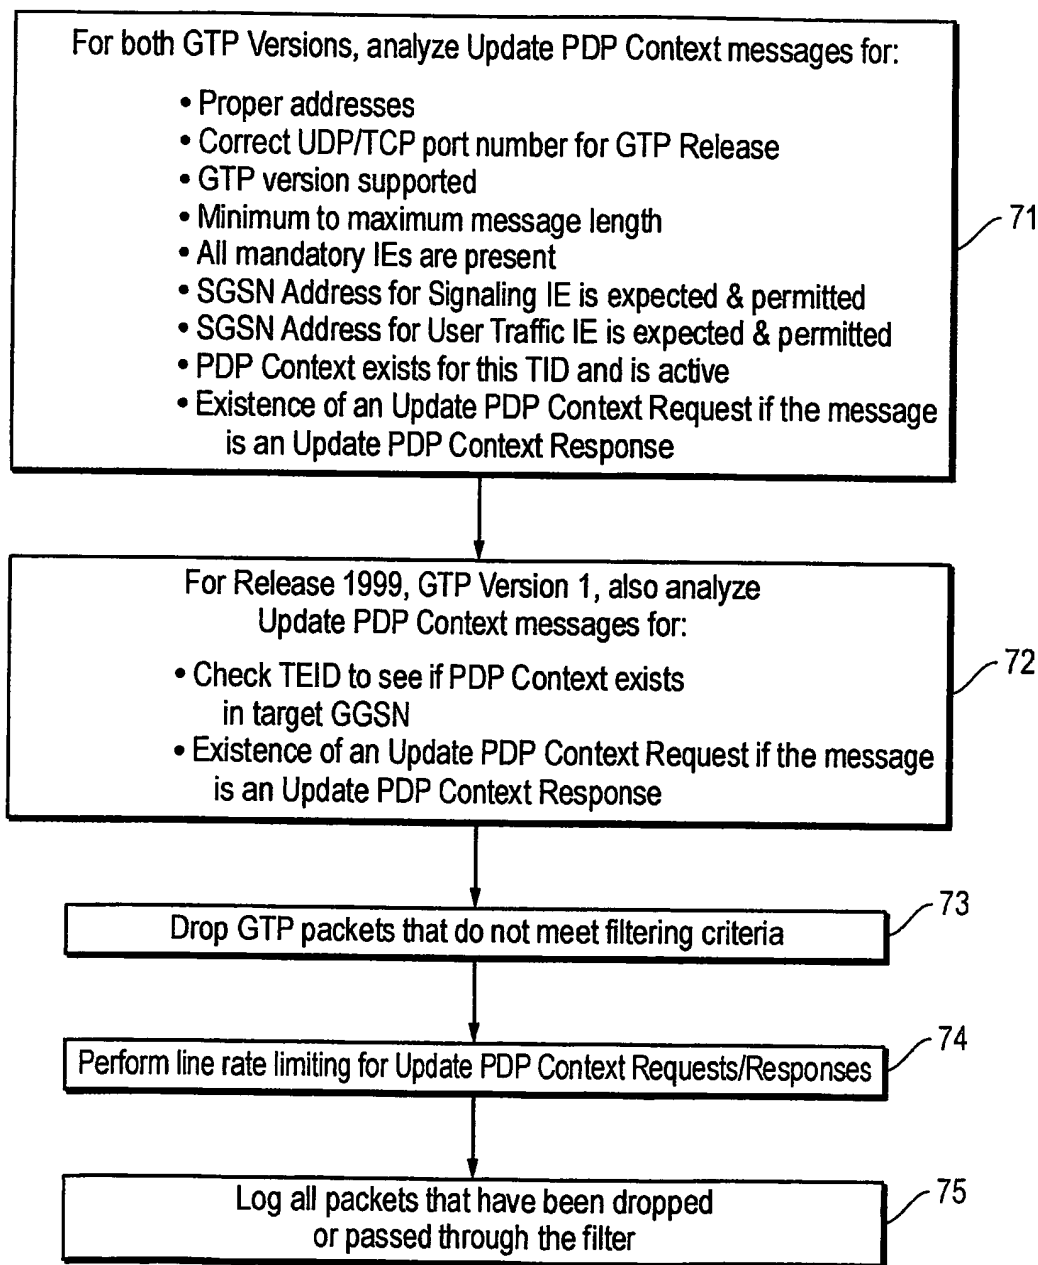 For both GTP Versions, analyze Update PDP Context messages for:
• Proper addresses
• Correct UDP/TCP port number for GTP Release
• GTP version supported
• Minimum to maximum message length
• All mandatory IEs are present
• SGSN Address for Signaling IE is expected & permitted
• SGSN Address for User Traffic IE is expected & permitted
• PDP Context exists for this TID and is active
• Existence of an Update PDP Context Request if the message
is an Update PDP Context Response
71
For Release 1999, GTP Version 1, also analyze
Update PDP Context messages for:
• Check TEID to see if PDP Context exists
in target GGSN
• Existence of an Update PDP Context Request if the message
is an Update PDP Context Response
72
Drop GTP packets that do not meet filtering criteria
73
Perform line rate limiting for Update PDP Context Requests/Responses
74
Log all packets that have been dropped
or passed through the filter
75